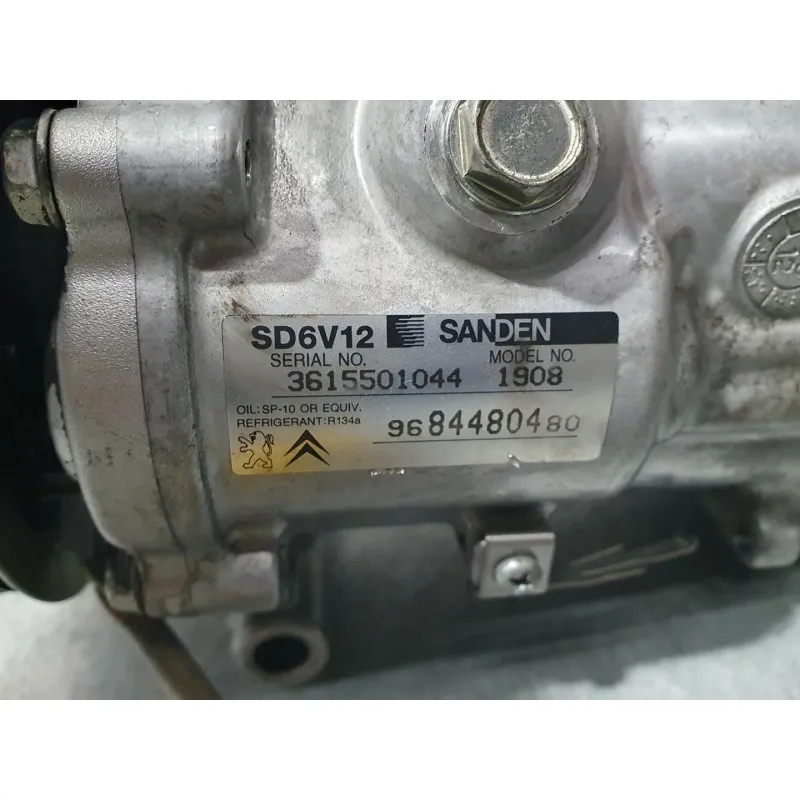 SD6V12 SANDEN
SERIAL NO. MODEL NO.
3615501044 1908
OIL:SP-10 OR EQUIV.
REFRIGERANT:R134a
9684480480